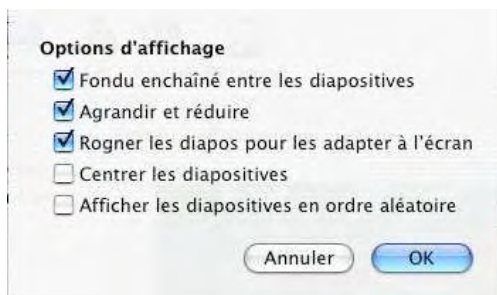 Options d'affichage
Fondu enchaîné entre les diapositives
Agrandir et réduire
Rogner les diapos pour les adapter à l'écran
Centrer les diapositives
Afficher les diapositives en ordre aléatoire
Annuler OK